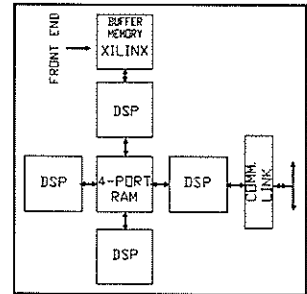 FRONT END
BUFFER
MEMORY
XILINX
DSP
DSP
4-PORT
RAM
DSP
COMM.
LINK
DSP